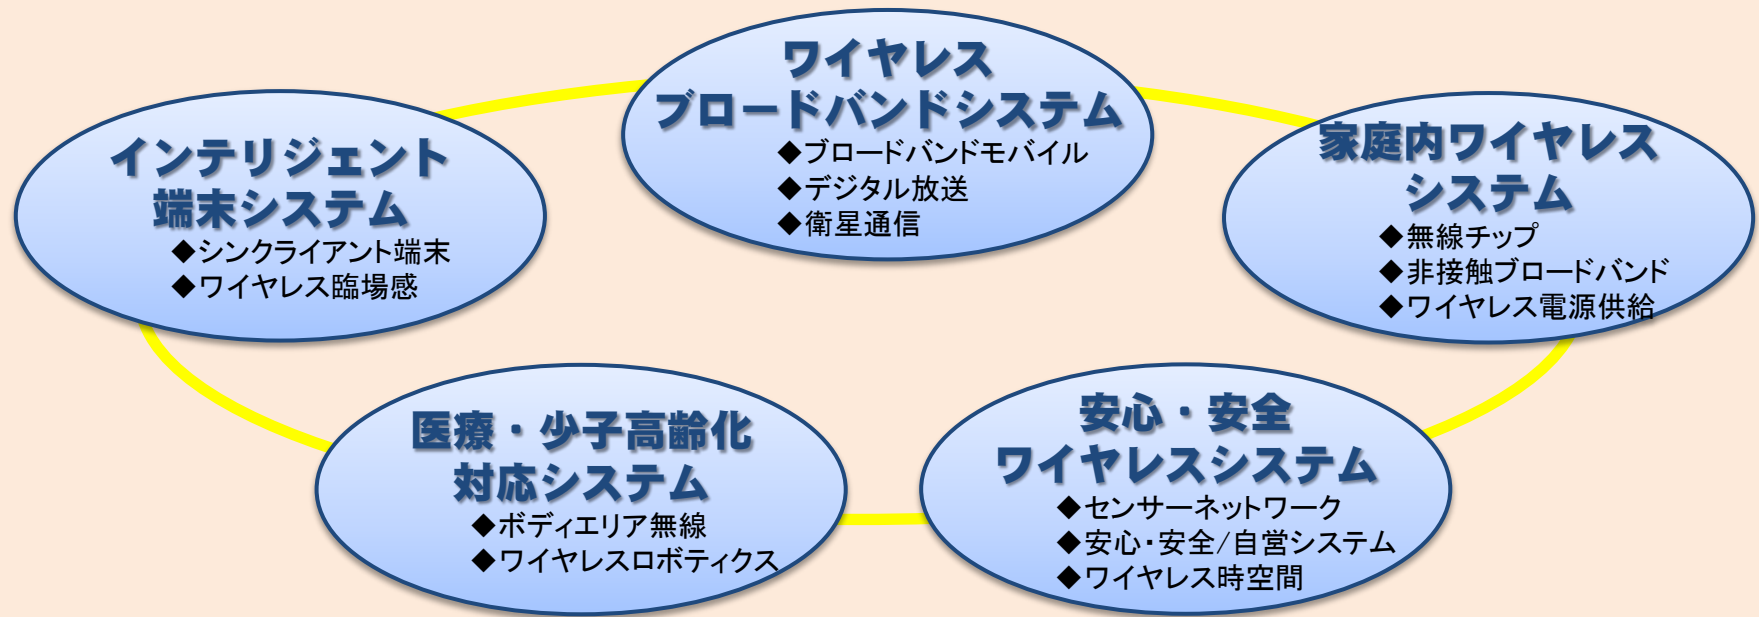 ワイヤレス
ブロードバンドシステム
◆ブロードバンドモバイル
◆デジタル放送
◆衛星通信
インテリジェント
端末システム
◆シンクライアント端末
◆ワイヤレス臨場感
家庭内ワイヤレス
システム
◆無線チップ
◆非接触ブロードバンド
◆ワイヤレス電源供給
医療・少子高齢化
対応システム
◆ボディエリア無線
◆ワイヤレスロボティクス
安心・安全
ワイヤレスシステム
◆センサーネットワーク
◆安心・安全/自営システム
◆ワイヤレス時空間